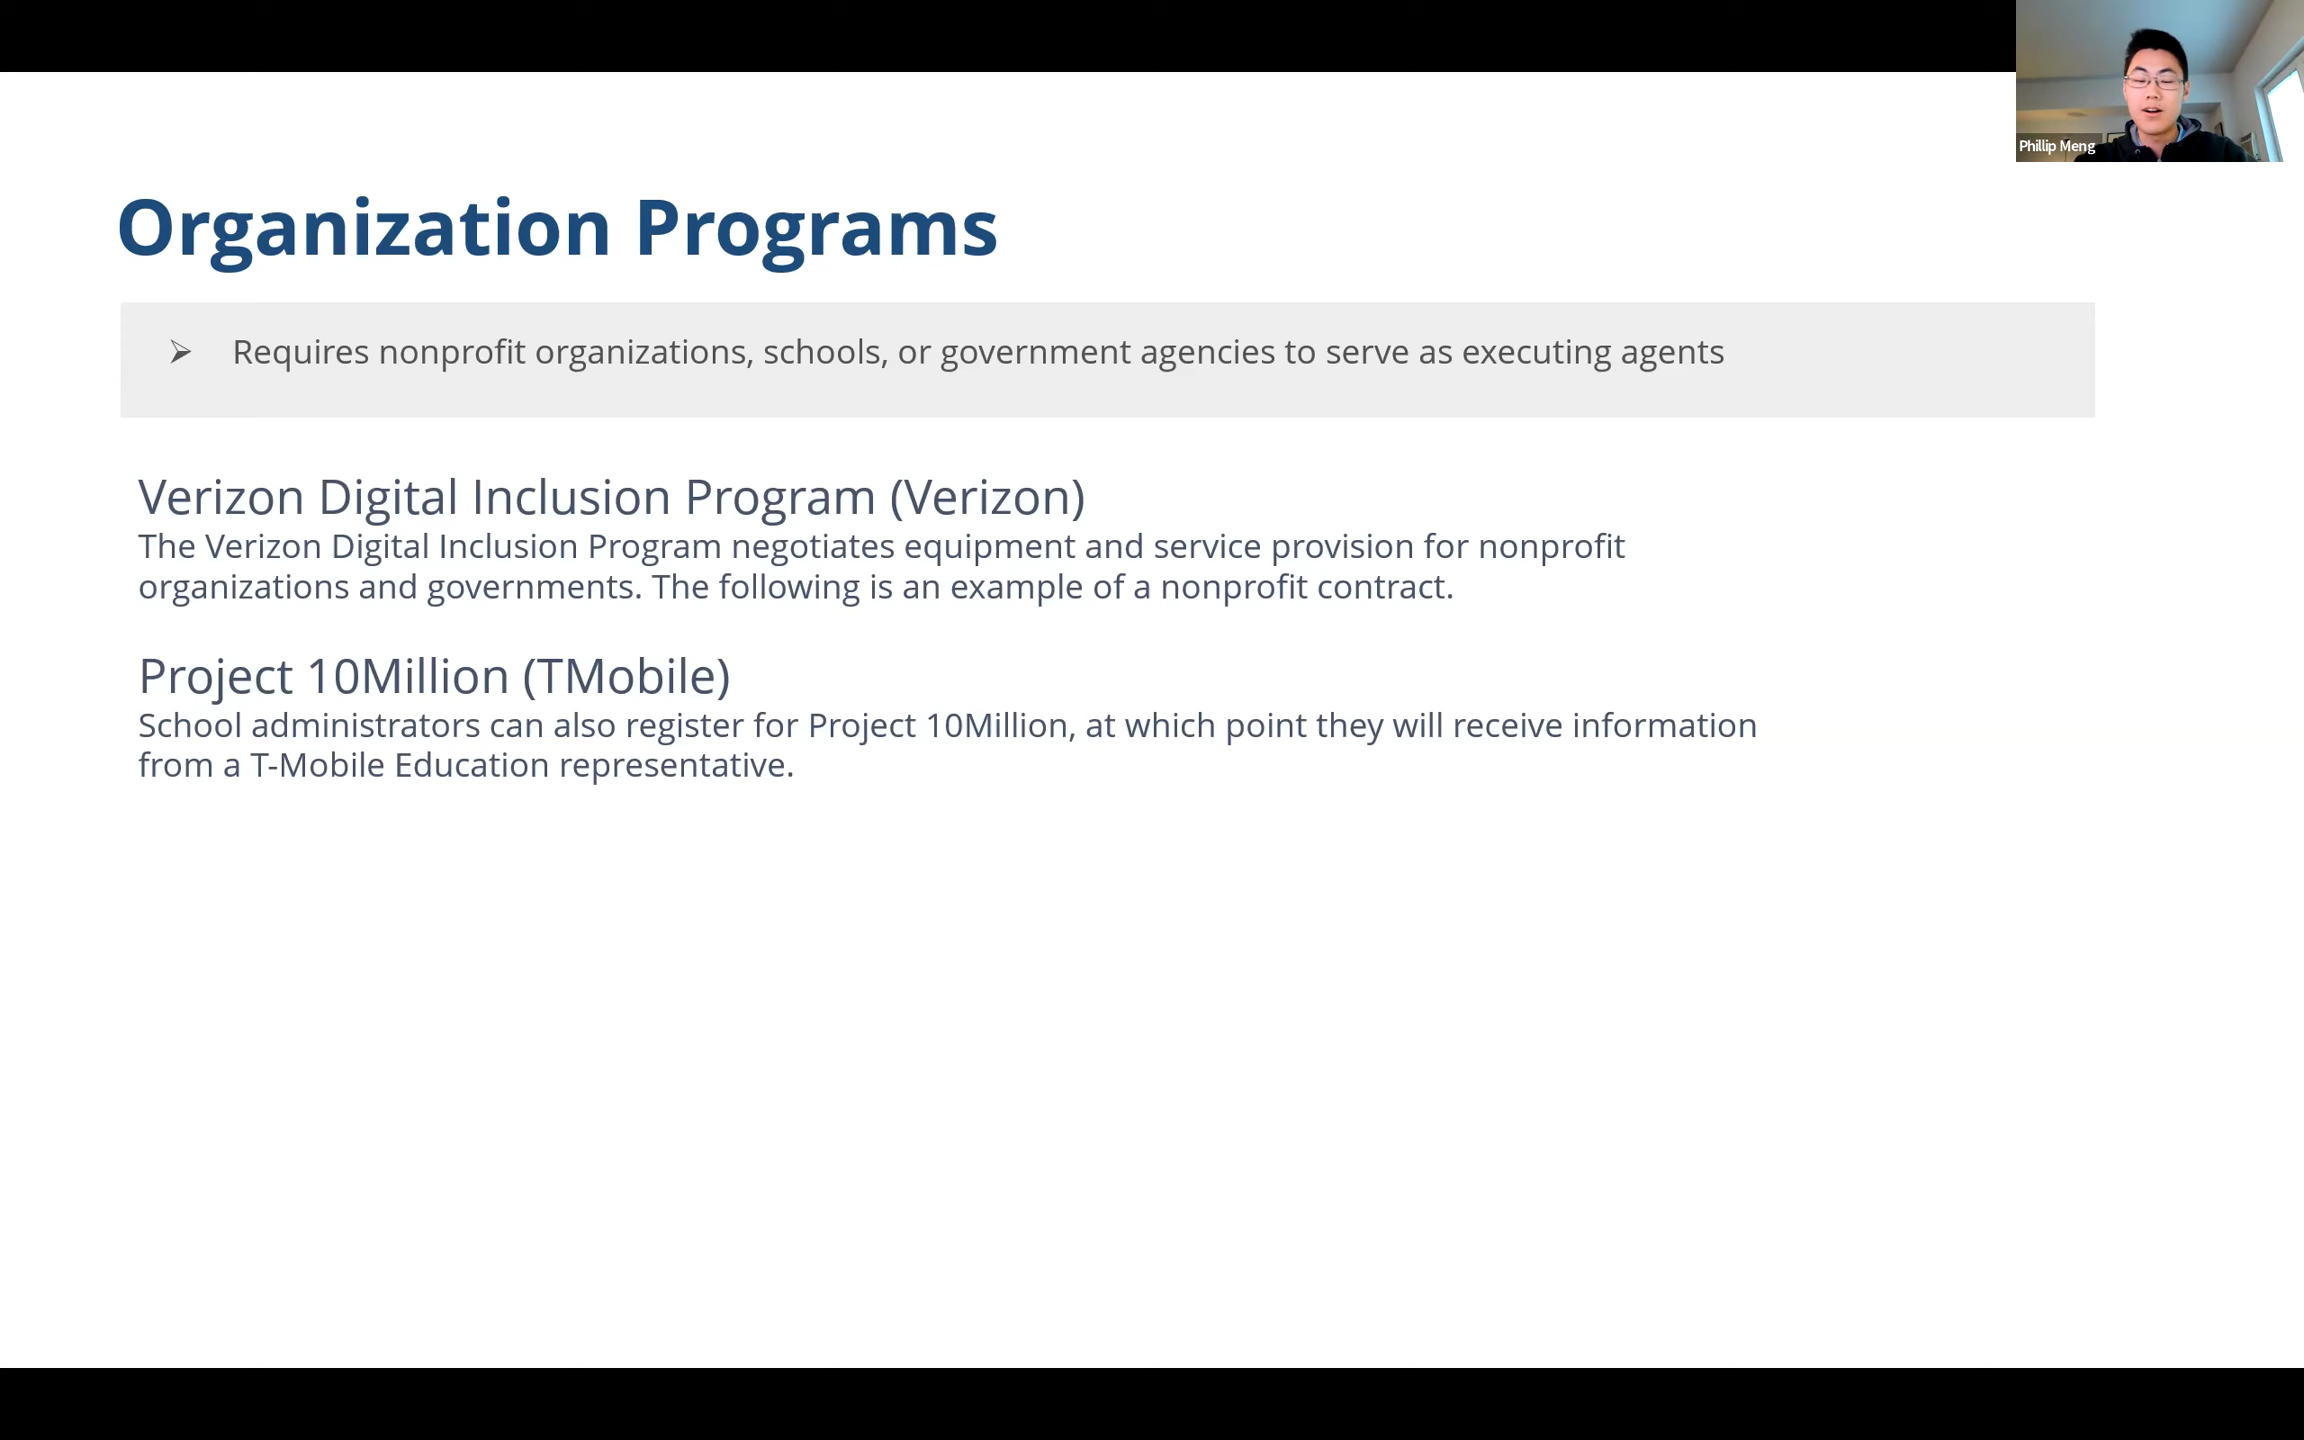 Phillip Meng
Organization Programs
Requires nonprofit organizations, schools, or government agencies to serve as executing agents
Verizon Digital Inclusion Program (Verizon)
The Verizon Digital Inclusion Program negotiates equipment and service provision for nonprofit
organizations and governments. The following is an example of a nonprofit contract.
Project 10Million (TMobile)
School administrators can also register for Project 10Million, at which point they will receive information
from a T-Mobile Education representative.